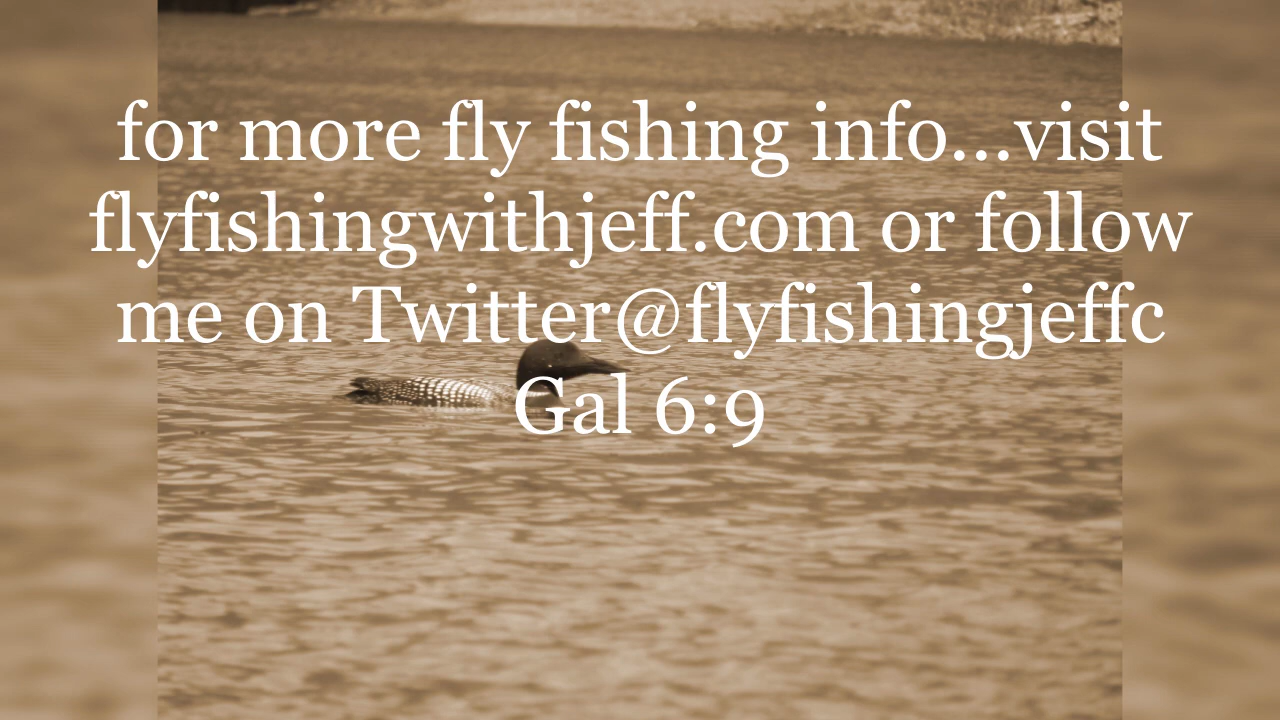 for more fly fishing info...visit
flyfishingwithjeff.com or follow
me on Twitter@flyfishingjeffc
Gal 6:9